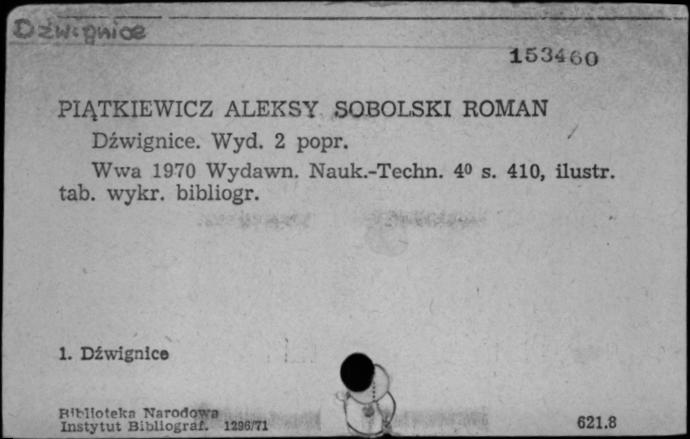 Dźwignice
153460
PIĄTKIEWICZ ALEKSY SOBOLSKI ROMAN
Dźwignice. Wyd. 2 popr.
Wwa 1970 Wydawn. Nauk.-Techn. 4⁰ s. 410, ilustr.
tab. wykr. bibliogr.
1. Dźwignice
Biblioteka Narodowa
Instytut Bibliograf. 1296/71
621.8